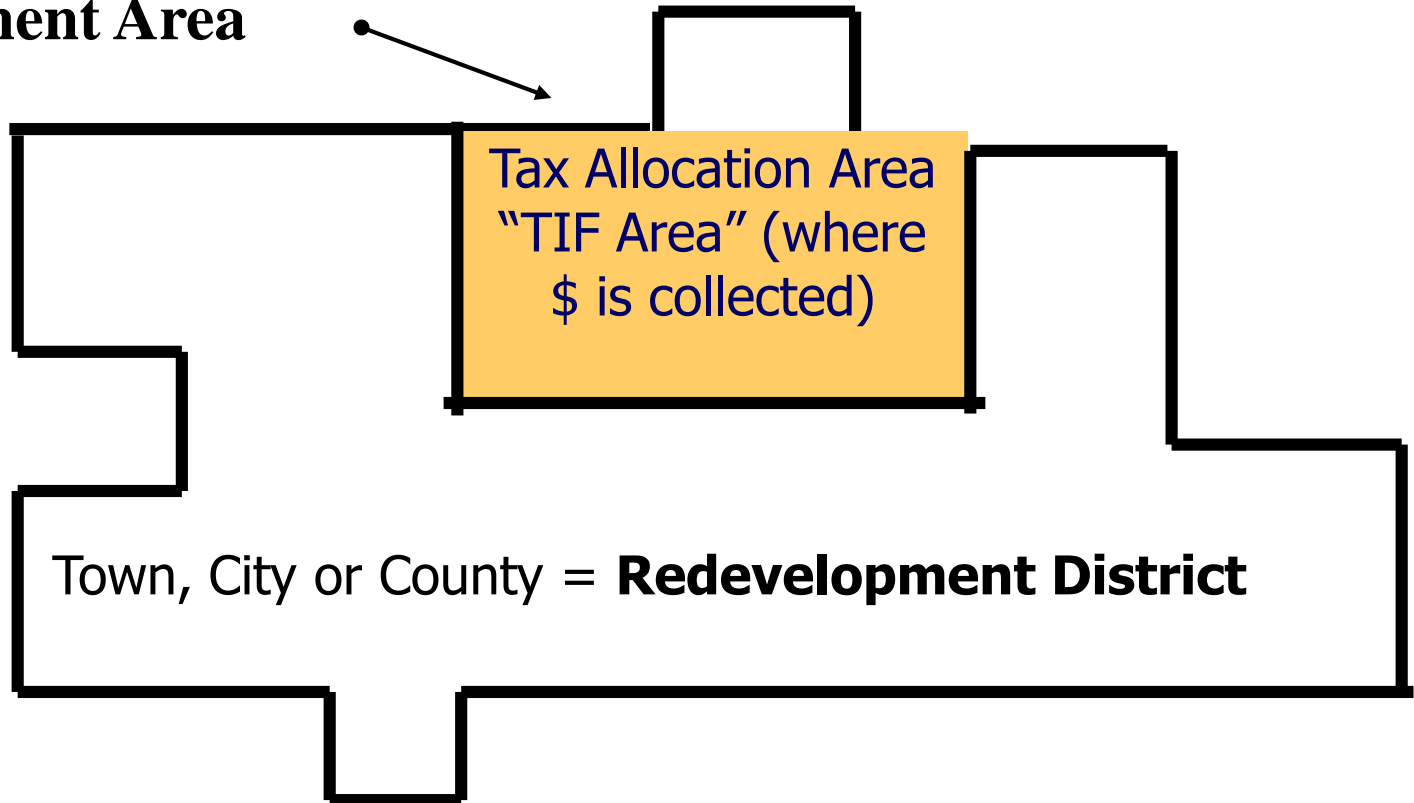 ment Area
Tax Allocation Area
“TIF Area” (where
$ is collected)
Town, City or County = Redevelopment District